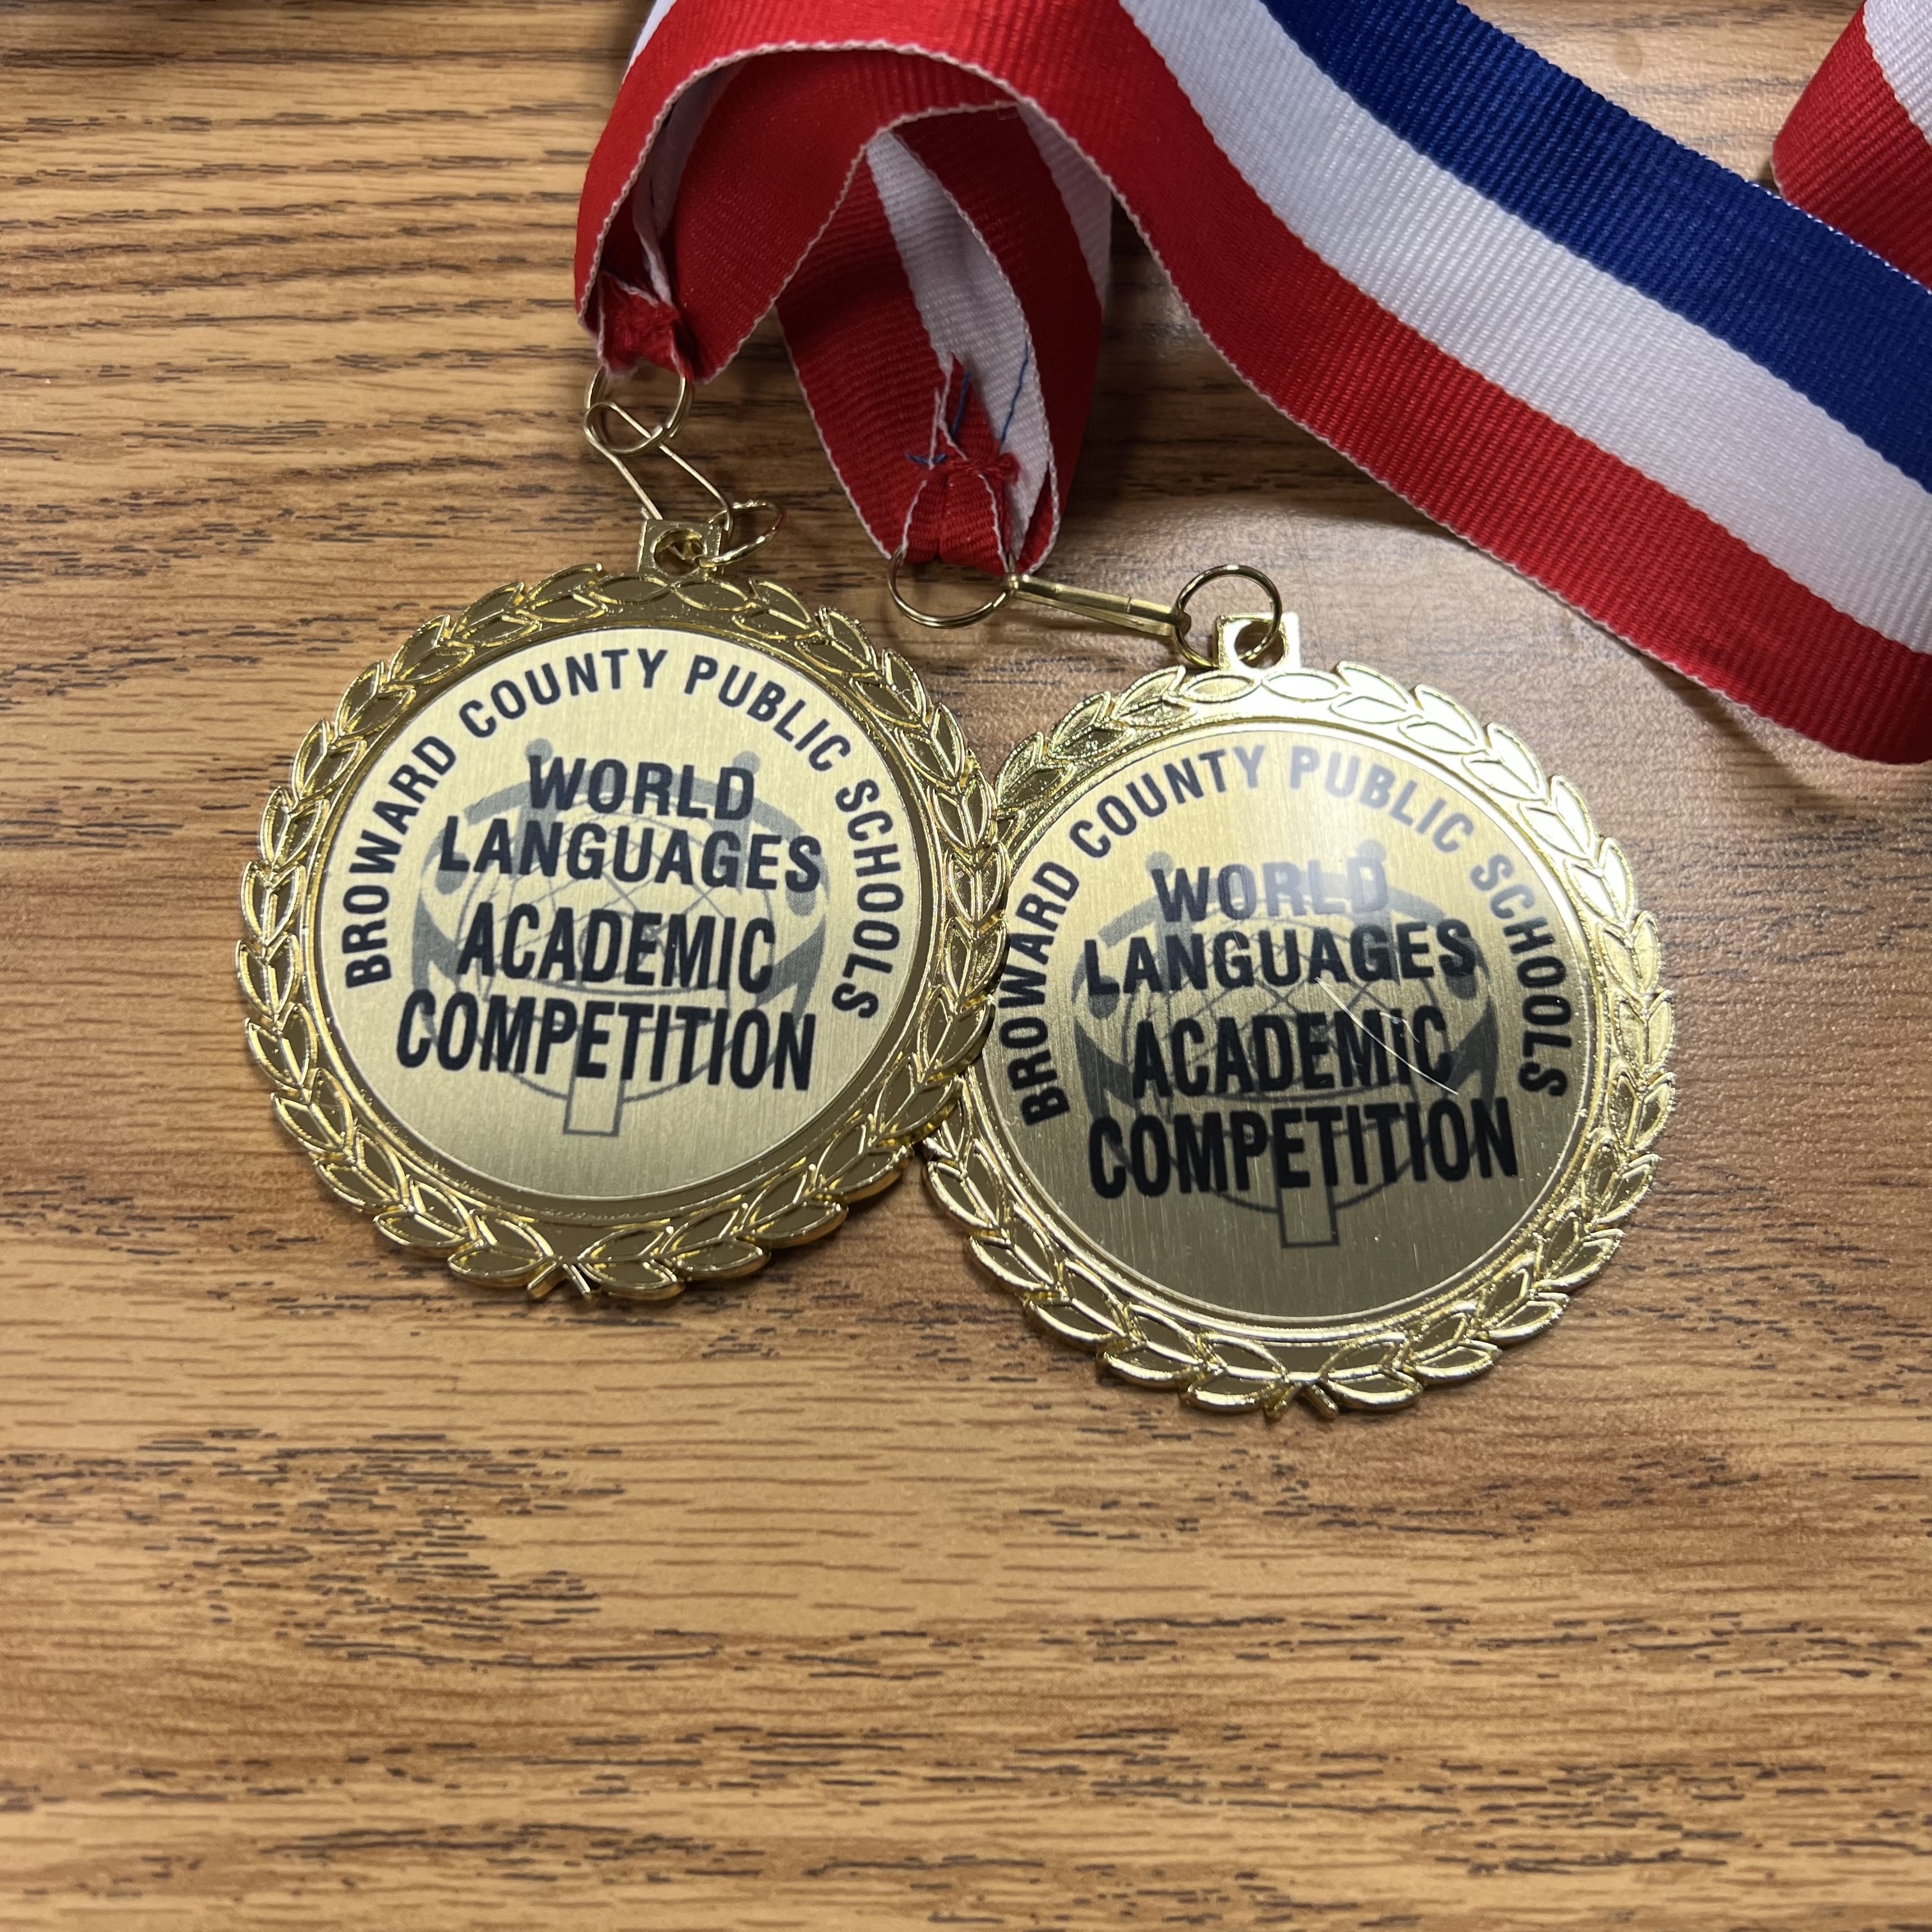 BROWARD COUNTY PUBLIC SCHOOLS
WORLD
LANGUAGES
ACADEMIC
COMPETITION
BROWARD COUNTY PUBLIC SCHOOLS
WORLD
LANGUAGES
ACADEMIC
COMPETITION